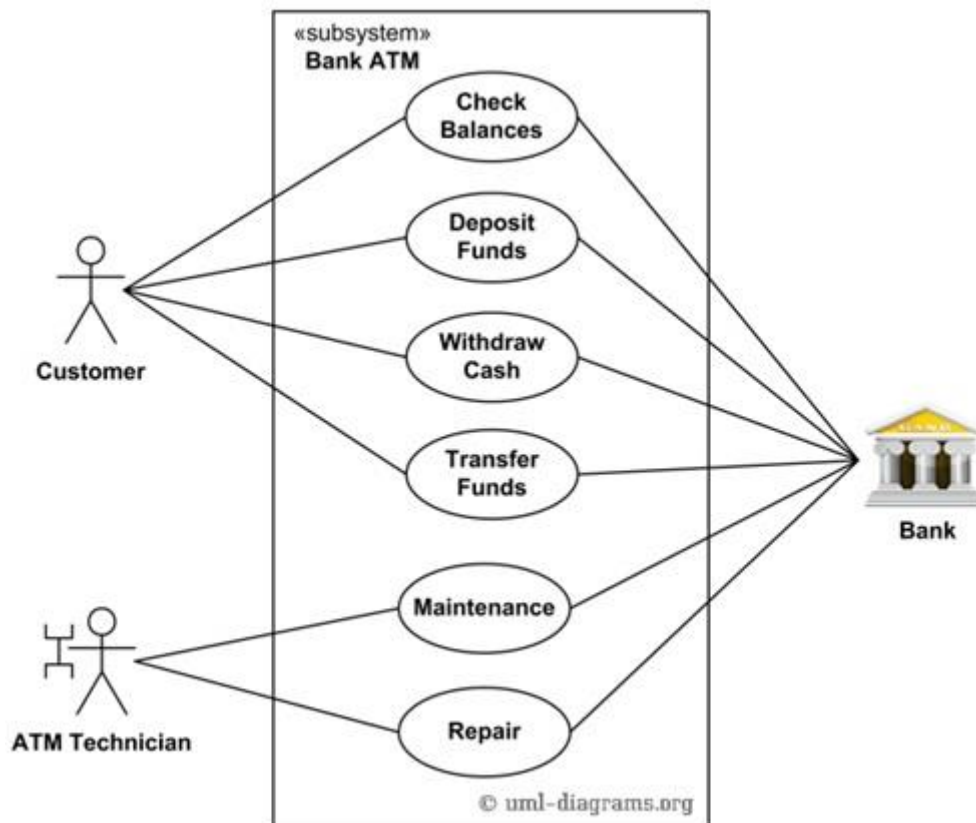 «subsystem»
Bank ATM
Check
Balances
Deposit
Funds
Customer
Withdraw
Cash
Transfer
Funds
Bank
Maintenance
ATM Technician
Repair
© uml-diagrams.org